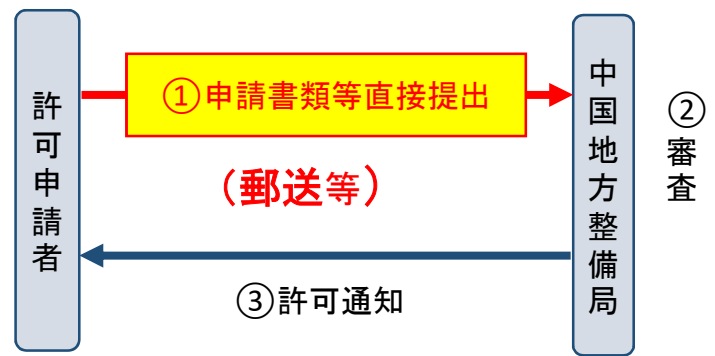 許可申請者
①申請書類等直接提出
（郵送等）
③許可通知
中国地方整備局
②審査